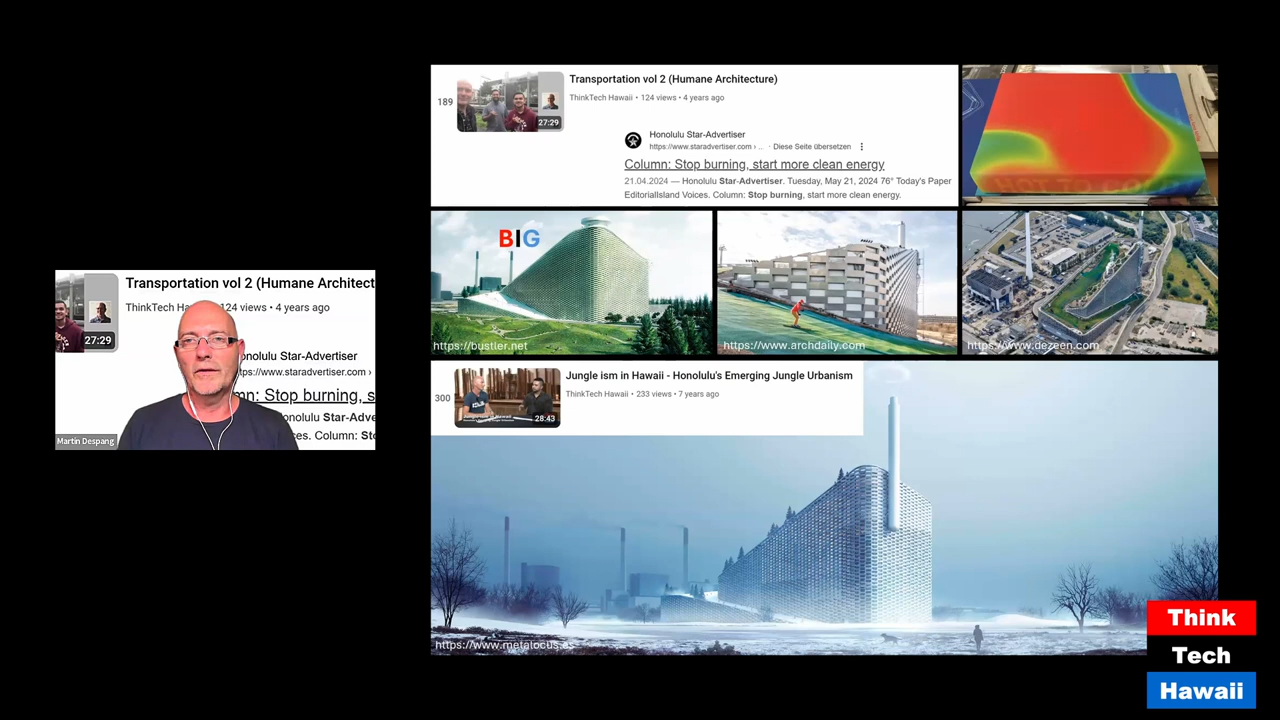 Transportation vol 2 (Humane Architecture)
189
27:29
ThinkTech Hawaii • 124 views • 4 years ago
Honolulu Star-Advertiser
https://www.staradvertiser.com › .. · Diese Seite übersetzen
Column: Stop burning, start more clean energy
21.04.2024 — Honolulu Star-Advertiser. Tuesday, May 21, 2024 76° Today's Paper
EditorialIsland Voices. Column: Stop burning, start more clean energy.
BIG
https://bustler.net
https://www.archdaily.com
https://www.dezeen.com
Transportation vol 2 (Humane Architect
ThinkTech Ha 124 views • 4 years ago
27:29
onolulu Star-Advertiser
tps://www.staradvertiser.com ›
mn: Stop burning, s
onolulu Star-Adve
ces. Column: Sto
Martin Despang
Jungle ism in Hawaii - Honolulu's Emerging Jungle Urbanism
300
28:43
ThinkTech Hawaii • 233 views • 7 years ago
https://www.metalocus.es
Think
Tech
Hawaii